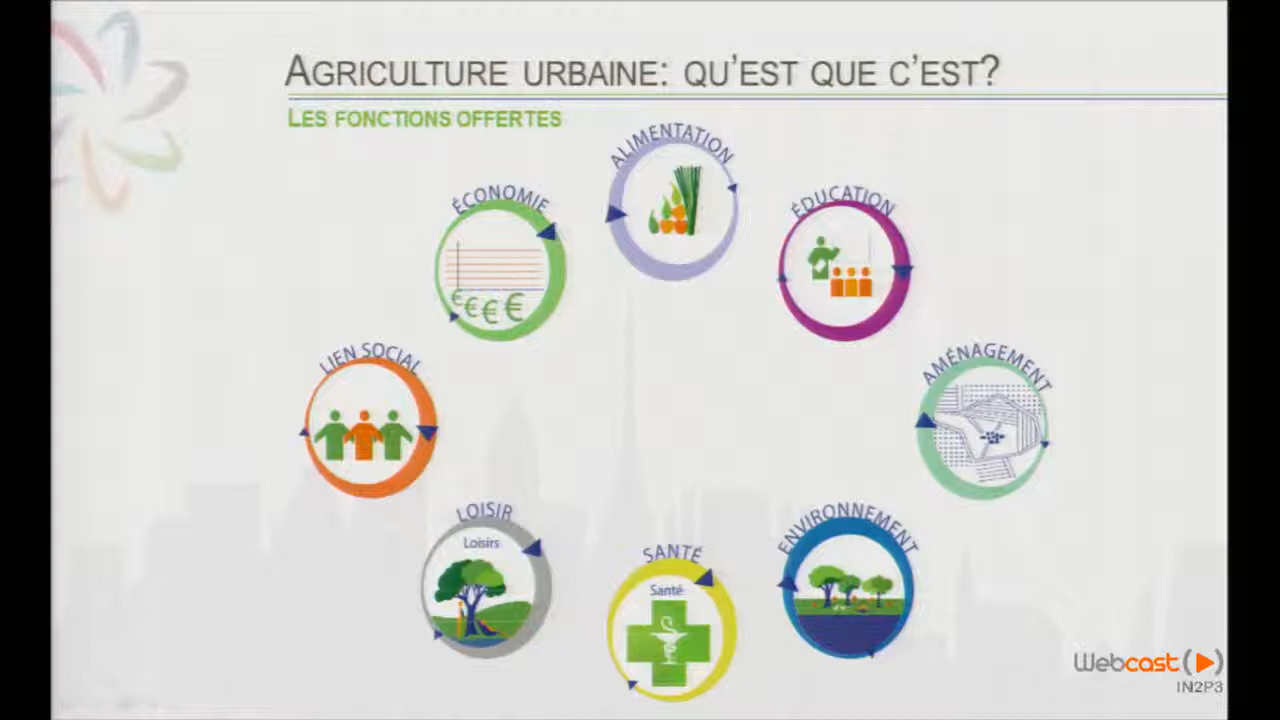 AGRICULTURE URBAINE: QU'EST QUE C'EST?
LES FONCTIONS OFFERTES
ALIMENTATION
ÉCONOMIE
€ € € €
ÉDUCATION
LIEN SOCIAL
AMÉNAGEMENT
LOISIR
Loisirs
SANTÉ
Santé
ENVIRONNEMENT
Webcast
IN2P3